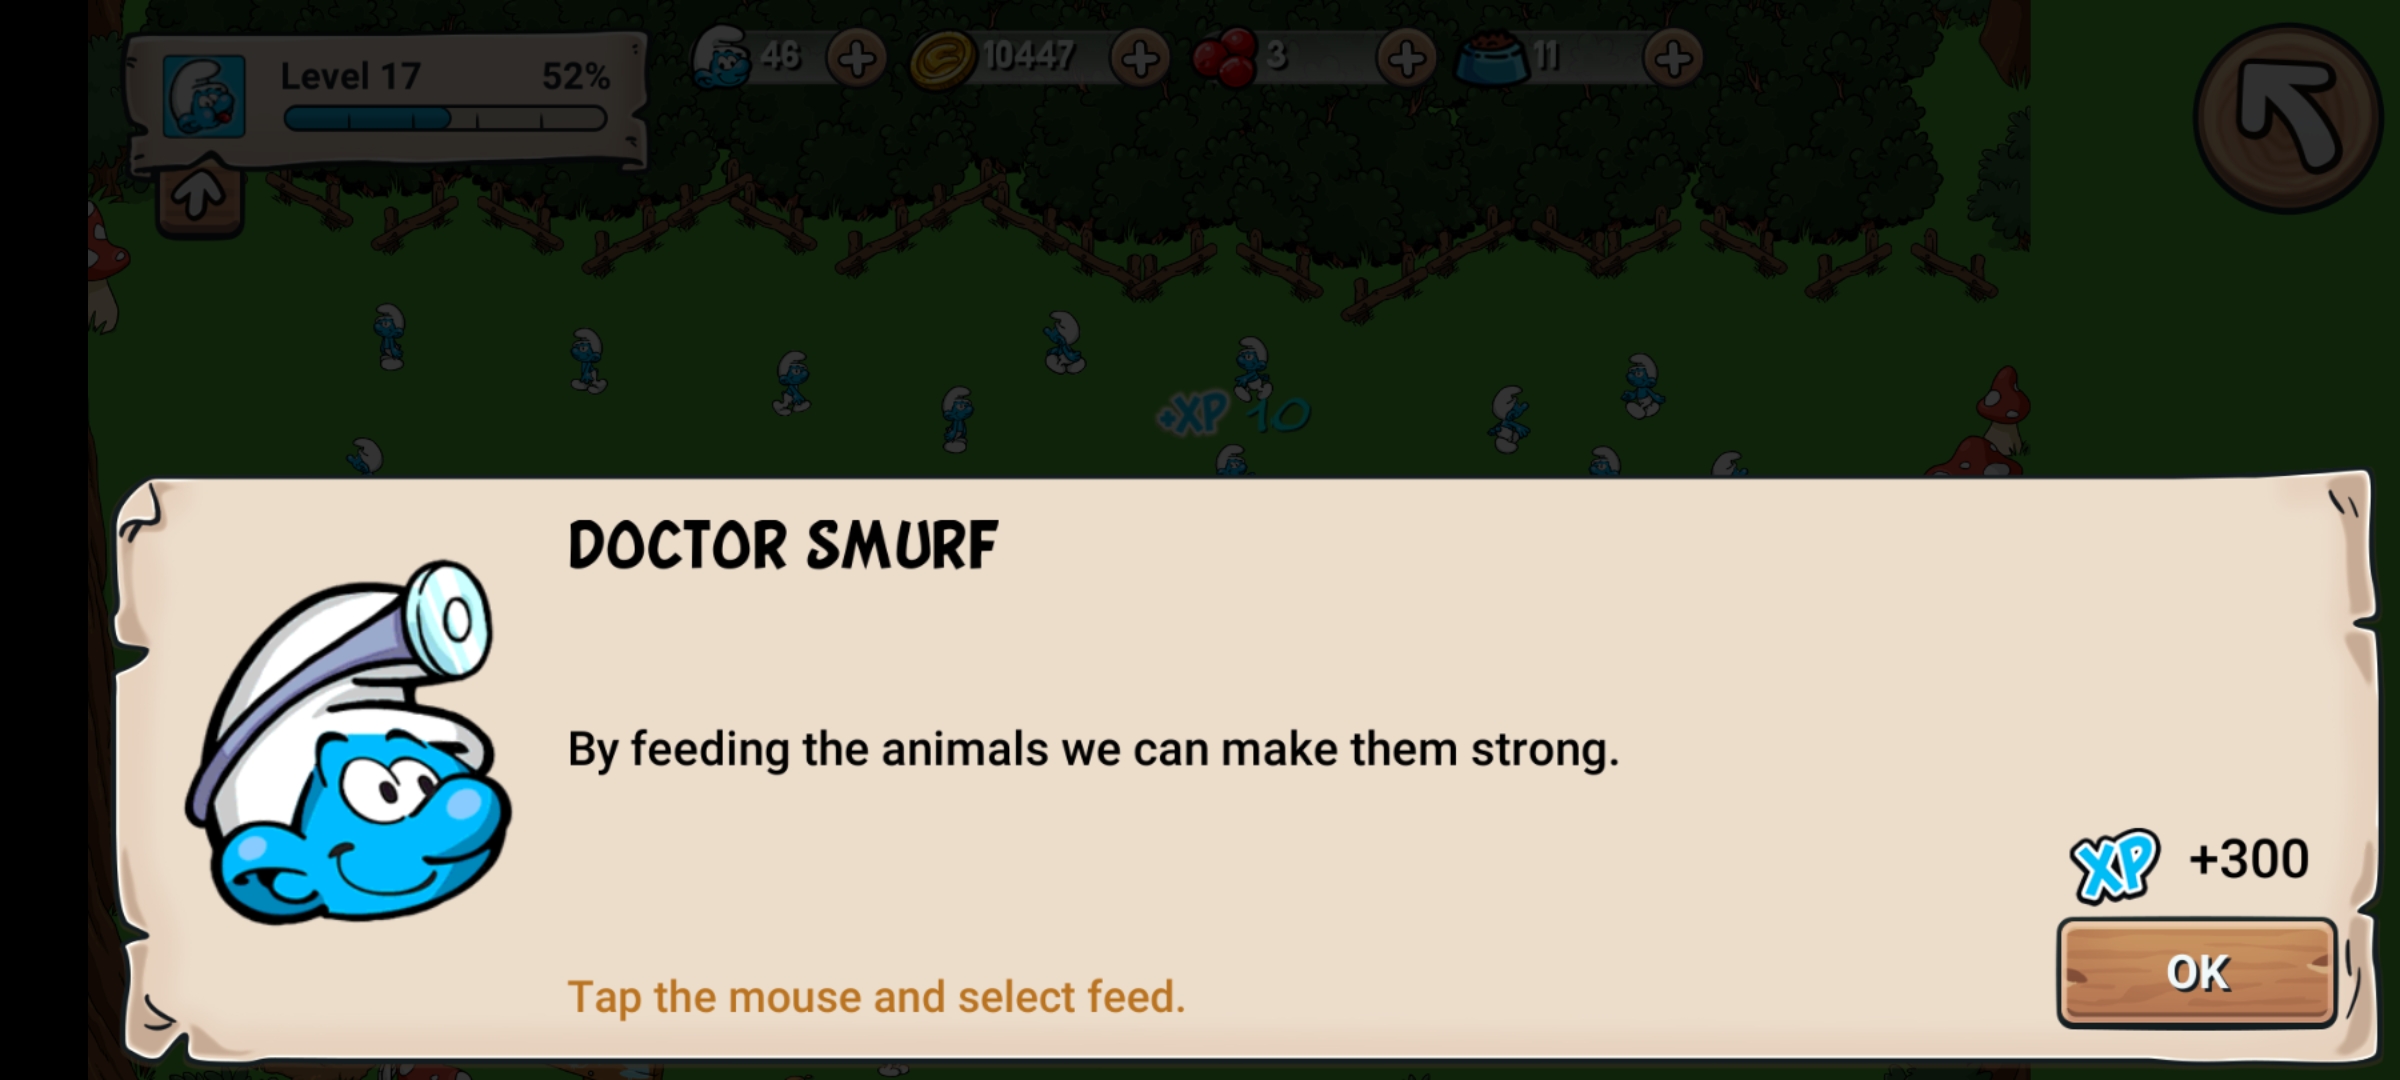 Level 17 52%
46 10447 3 11
+XP 10
DOCTOR SMURF
By feeding the animals we can make them strong.
XP +300
Tap the mouse and select feed.
OK